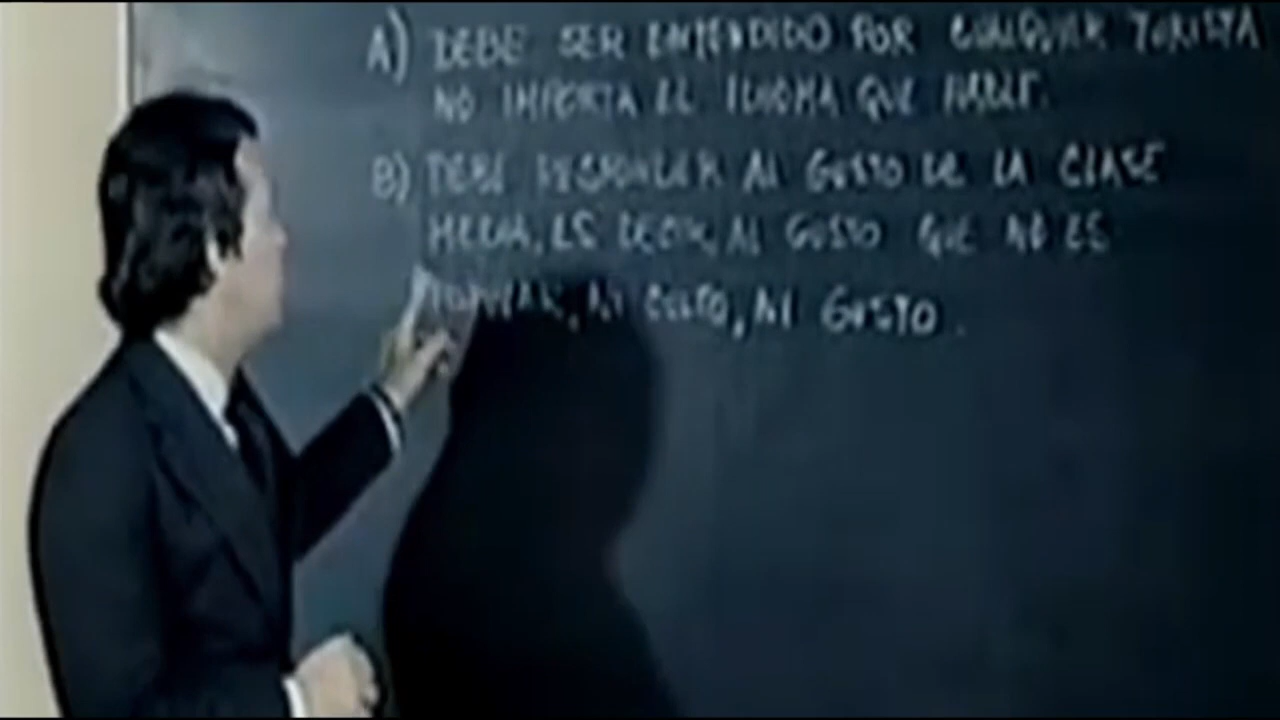 A) DEBE SER ENTENDIDO POR CUALQUIER TURISTA
NO IMPORTA EL IDIOMA QUE HABLE.
B) DEBE RESPONDER AL GUSTO DE LA CLASE
MEDIA, ES DECIR, AL GUSTO QUE NO ES
POPULAR, NI CULTO, NI GUSTO.